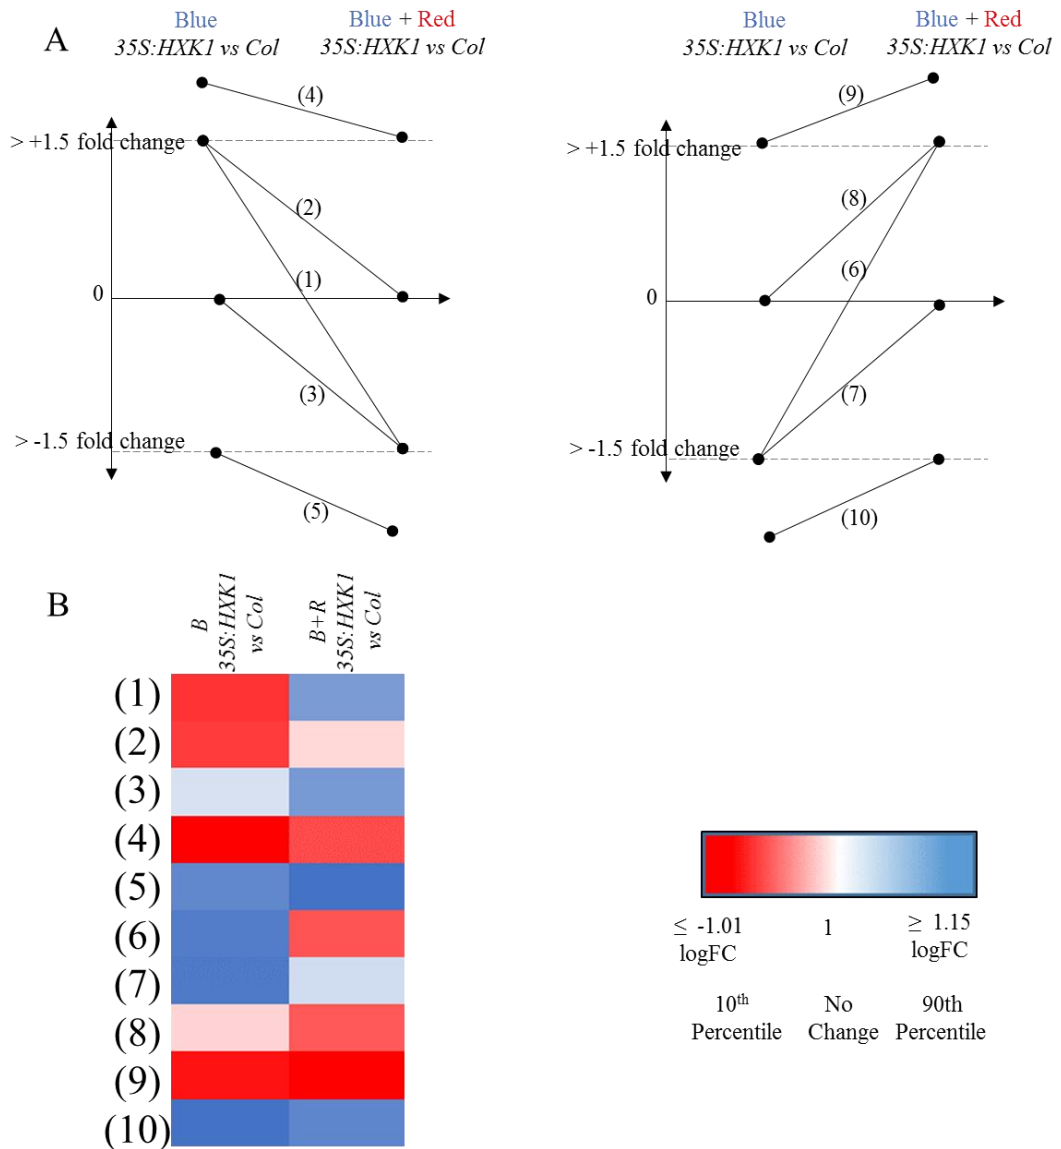 A
Blue
35S:HXK1 vs Col
Blue + Red
35S:HXK1 vs Col
(4)
> +1.5 fold change
(2)
(1)
0
(3)
> -1.5 fold change
(5)
Blue
35S:HXK1 vs Col
Blue + Red
35S:HXK1 vs Col
(9)
> +1.5 fold change
(8)
(6)
0
(7)
> -1.5 fold change
(10)
B
B
35S:HXK1
vs Col
B+R
35S:HXK1
vs Col
(1)
(2)
(3)
(4)
(5)
(6)
(7)
(8)
(9)
(10)
≤ -1.01
logFC
1
≥ 1.15
logFC
10th
Percentile
No
Change
90th
Percentile